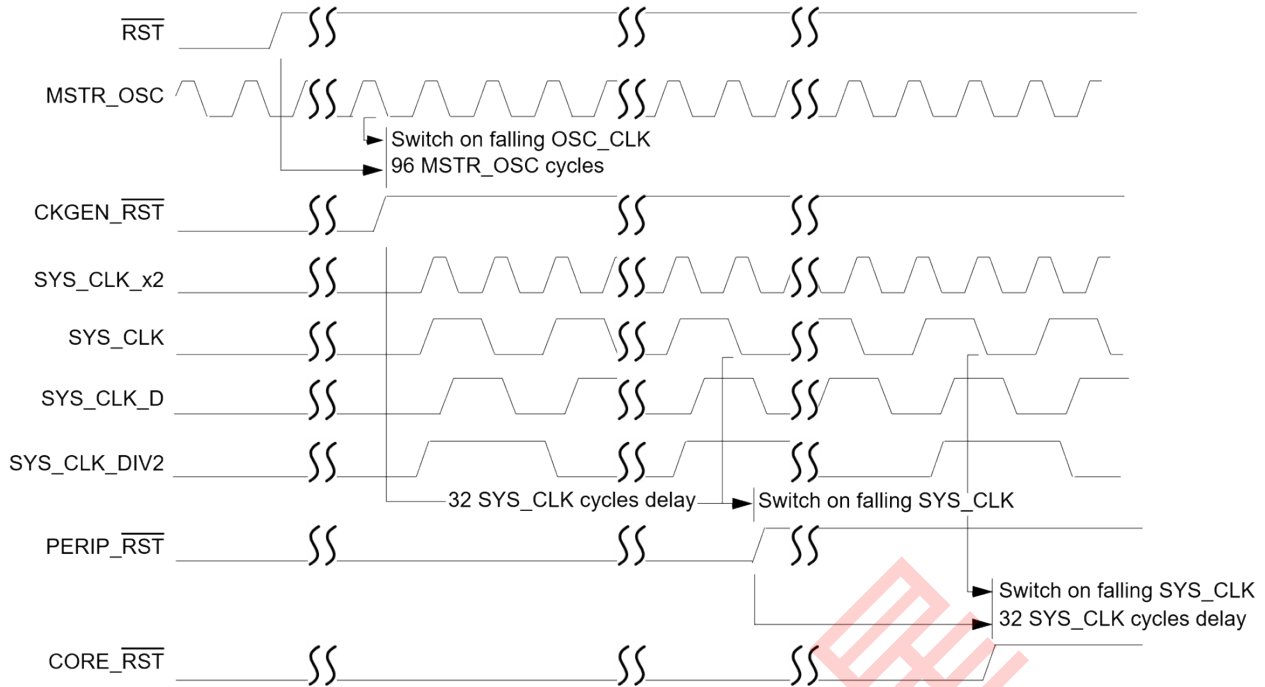 RST
MSTR_OSC
Switch on falling OSC_CLK
96 MSTR_OSC cycles
CKGEN_RST
SYS_CLK_x2
SYS_CLK
SYS_CLK_D
SYS_CLK_DIV2
32 SYS_CLK cycles delay
Switch on falling SYS_CLK
PERIP_RST
Switch on falling SYS_CLK
32 SYS_CLK cycles delay
CORE_RST